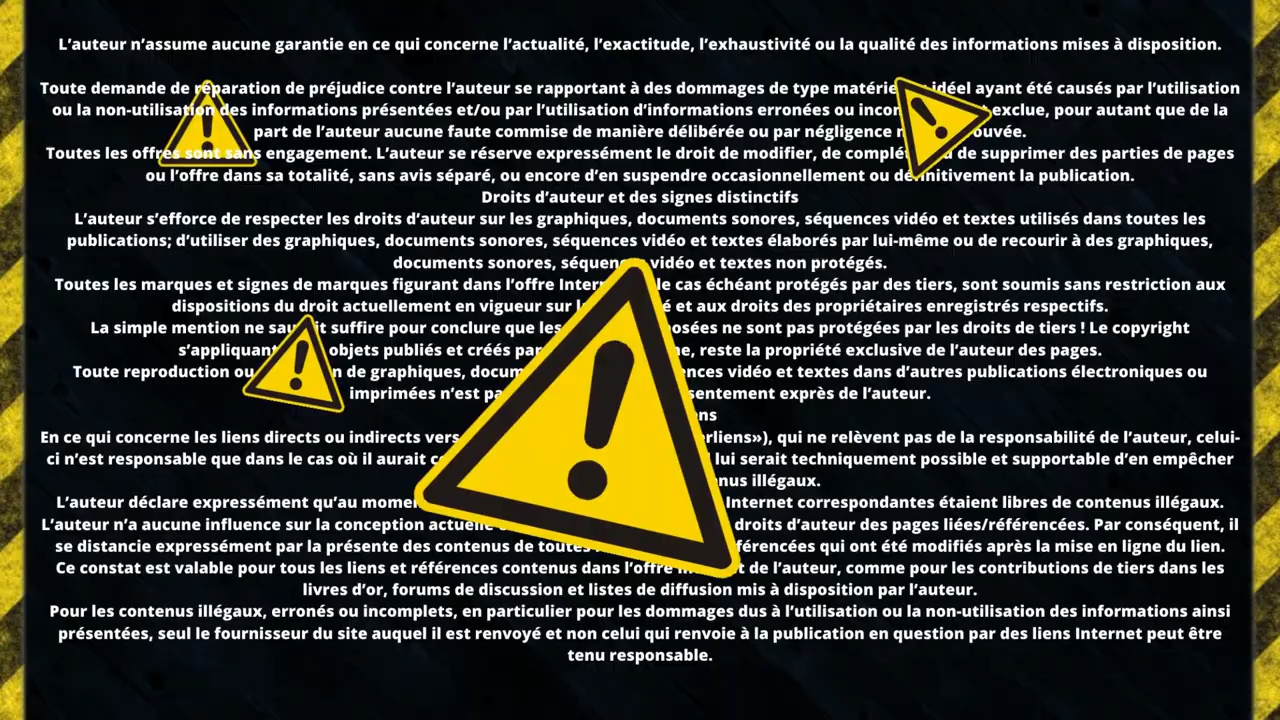 L’auteur n’assume aucune garantie en ce qui concerne l’actualité, l’exactitude, l’exhaustivité ou la qualité des informations mises à disposition.
Toute demande de réparation de préjudice contre l’auteur se rapportant à des dommages de type idéel ayant été causés par l’utilisation
ou la non-utilisation des informations présentées et/ou par l’utilisation d’informations erronées ou exclue, pour autant que de la
part de l’auteur aucune faute commise de manière délibérée ou par négligence
Toutes les offres sont sans engagement. L’auteur se réserve expressément le droit de modifier, de de supprimer des parties de pages
ou l’offre dans sa totalité, sans avis séparé, ou encore d’en suspendre occasionnellement ou définitivement la publication.
Droits d’auteur et des signes distinctifs
L’auteur s’efforce de respecter les droits d’auteur sur les graphiques, documents sonores, séquences vidéo et textes utilisés dans toutes les
publications; d’utiliser des graphiques, documents sonores, séquences vidéo et textes élaborés par lui-même ou de recourir à des graphiques,
documents sonores, séquences vidéo et textes non protégés.
Toutes les marques et signes de marques figurant dans l’offre le cas échéant protégés par des tiers, sont soumis sans restriction aux
dispositions du droit actuellement en vigueur sur et aux droits des propriétaires enregistrés respectifs.
La simple mention ne saurait suffire pour conclure que les ne sont pas protégées par les droits de tiers ! Le copyright
objets publiés et créés par reste la propriété exclusive de l’auteur des pages.
Toute reproduction ou de graphiques, vidéo et textes dans d’autres publications électroniques ou
imprimées n’est exprès de l’auteur.
En ce qui concerne les liens directs ou indirects vers qui ne relèvent pas de la responsabilité de l’auteur, celui-
ci n’est responsable que dans le cas où il aurait lui serait techniquement possible et supportable d’en empêcher
illégaux.
L’auteur déclare expressément qu’au Internet correspondantes étaient libres de contenus illégaux.
L’auteur n’a aucune influence sur la conception actuelle droits d’auteur des pages liées/référencées. Par conséquent, il
se distancie expressément par la présente des contenus de toutes qui ont été modifiés après la mise en ligne du lien.
Ce constat est valable pour tous les liens et références contenus dans l’offre de l’auteur, comme pour les contributions de tiers dans les
livres d’or, forums de discussion et listes de diffusion mis à disposition par l’auteur.
Pour les contenus illégaux, erronés ou incomplets, en particulier pour les dommages dus à l’utilisation ou la non-utilisation des informations ainsi
présentées, seul le fournisseur du site auquel il est renvoyé et non celui qui renvoie à la publication en question par des liens Internet peut être
tenu responsable.